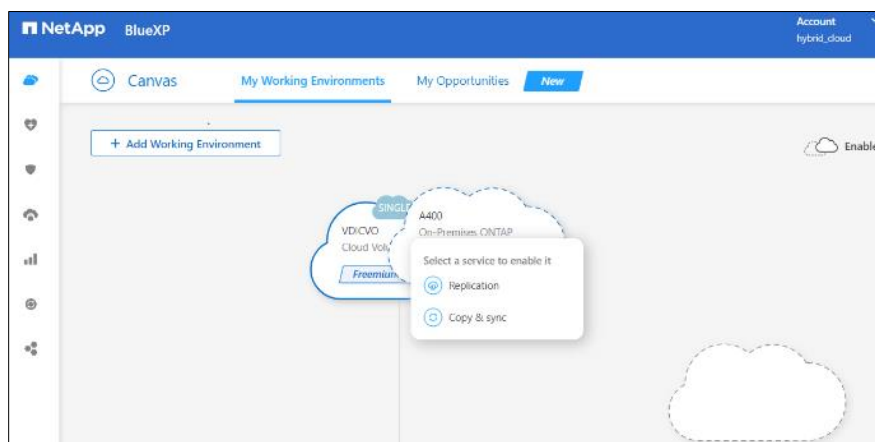 NetApp BlueXP
Account
hybrid_cloud
Canvas
My Working Environments
My Opportunities
New
+ Add Working Environment
Enable
SINGLE
VDICVO
Cloud Volu
Freemium
A400
On-Premises ONTAP
Select a service to enable it
Replication
Copy & sync